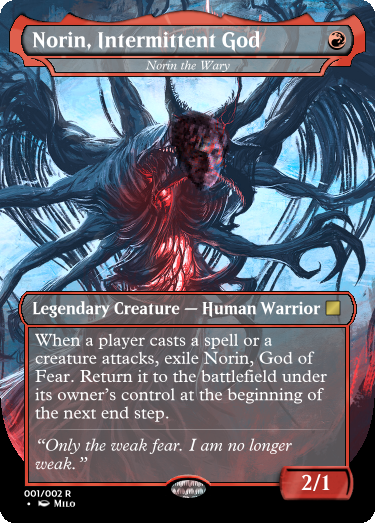 Norin, Intermittent God
Norin the Wary
Legendary Creature — Human Warrior
When a player casts a spell or a
creature attacks, exile Norin, God of
Fear. Return it to the battlefield under
its owner’s control at the beginning of
the next end step.
“Only the weak fear. I am no longer
weak.”
2/1
001/002 R
• Milo